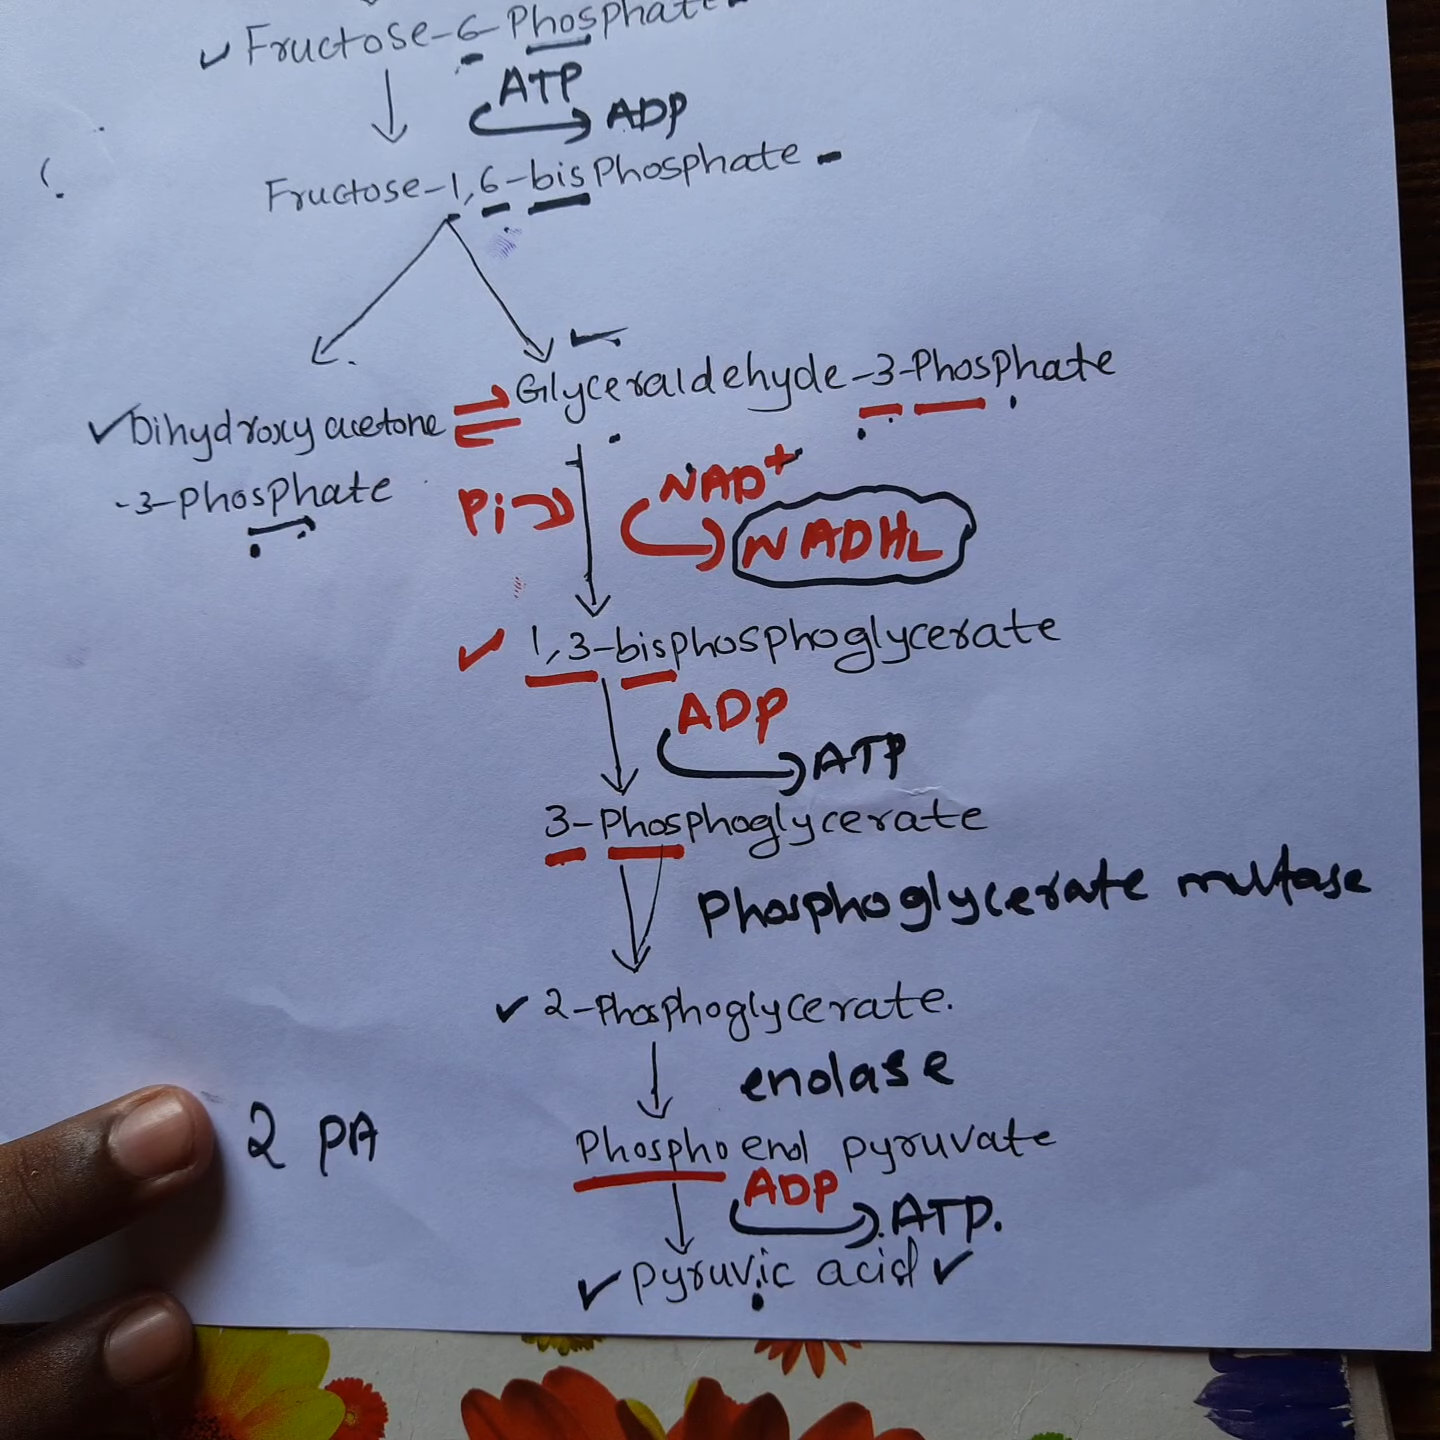 Fructose-6-Phosphate
ATP
ADP
Fructose-1,6-bisPhosphate
Glyceraldehyde-3-Phosphate
Dihydroxy acetone
-3-Phosphate
Pi
NAD+
NADH2
1,3-bisphosphoglycerate
ADP
ATP
3-Phosphoglycerate
Phosphoglycerate mutase
2-Phosphoglycerate.
enolase
2 PA
Phosphoenol pyruvate
ADP
ATP.
Pyruvic acid